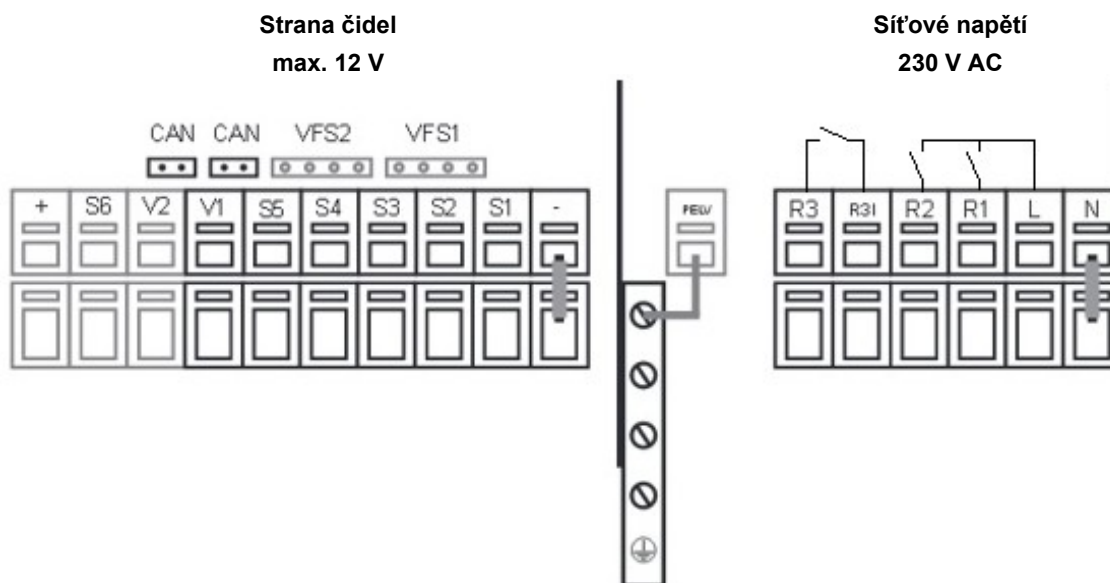 Strana čidel
max. 12 V
Síťové napětí
230 V AC
CAN CAN VFS2 VFS1
+ S6 V2 V1 S5 S4 S3 S2 S1 -
PELV
R3 R3I R2 R1 L N